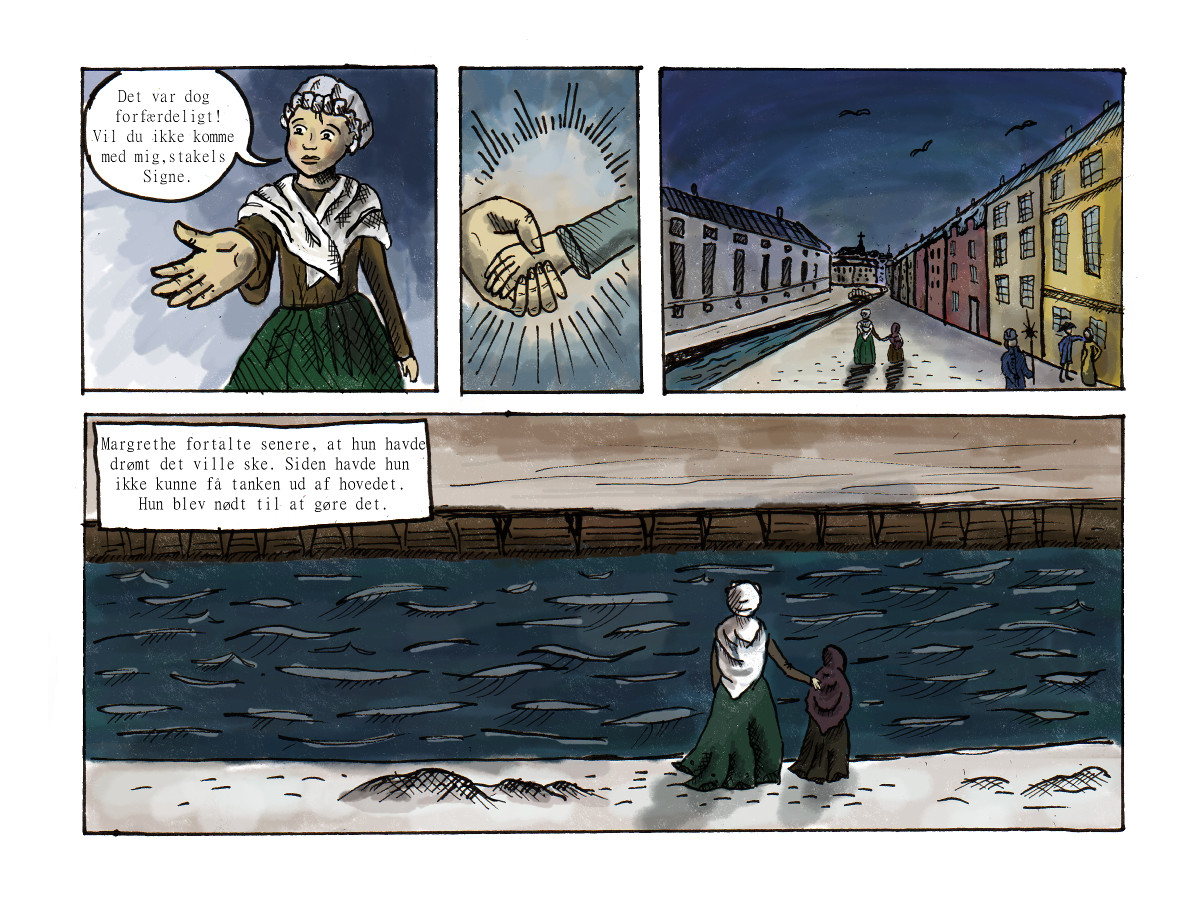 Det var dog
forfærdeligt!
Vil du ikke komme
med mig,stakels
Signe.
Margrethe fortalte senere, at hun havde
drømt det ville ske. Siden havde hun
ikke kunne få tanken ud af hovedet.
Hun blev nødt til at gøre det.